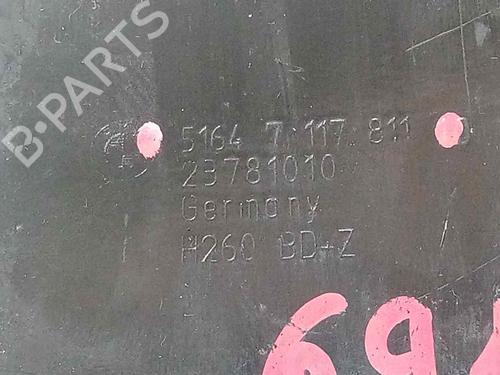 B-PARTS
5164 7 117 811
23781010
Germany
H260 BD+Z